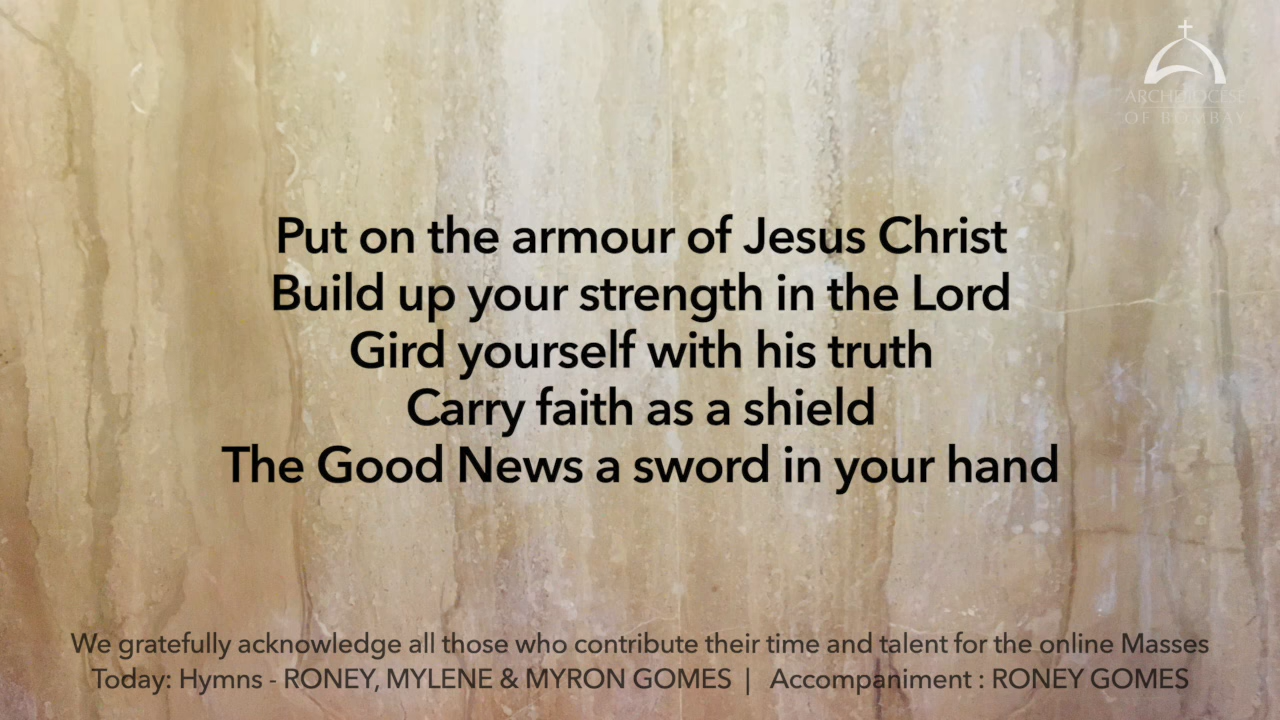 ARCHDIOCESE
OF BOMBAY
Put on the armour of Jesus Christ
Build up your strength in the Lord
Gird yourself with his truth
Carry faith as a shield
The Good News a sword in your hand
We gratefully acknowledge all those who contribute their time and talent for the online Masses
Today: Hymns - RONEY, MYLENE & MYRON GOMES | Accompaniment : RONEY GOMES